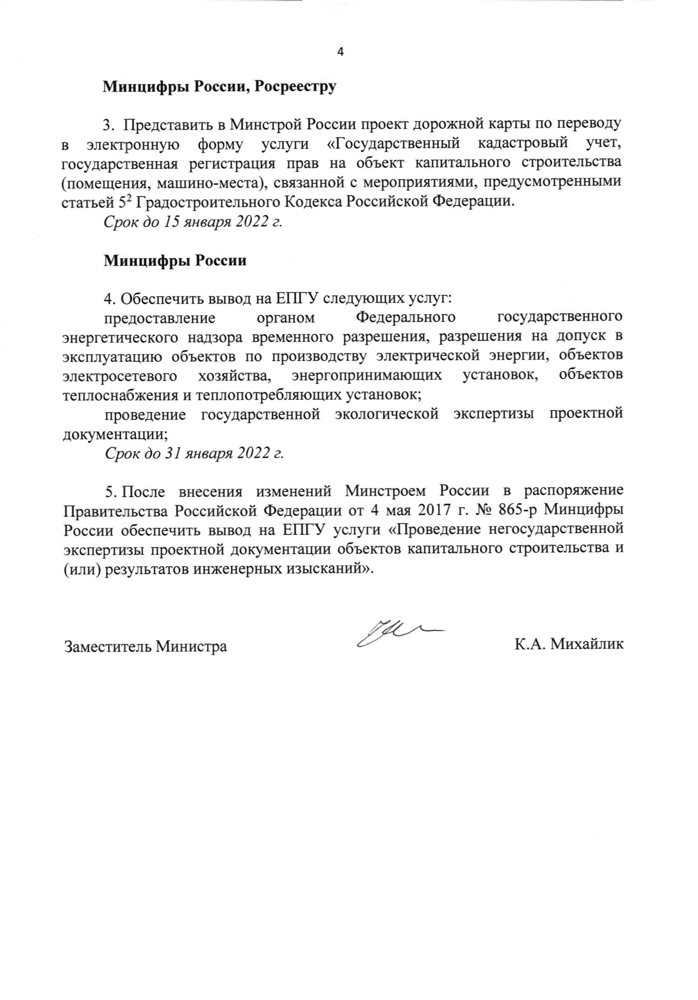 4
Минцифры России, Росреестру
3. Представить в Минстрой России проект дорожной карты по переводу
в электронную форму услуги «Государственный кадастровый учет,
государственная регистрация прав на объект капитального строительства
(помещения, машино-места), связанной с мероприятиями, предусмотренными
статьей 5² Градостроительного Кодекса Российской Федерации.
Срок до 15 января 2022 г.
Минцифры России
4. Обеспечить вывод на ЕПГУ следующих услуг:
предоставление органом Федерального государственного
энергетического надзора временного разрешения, разрешения на допуск в
эксплуатацию объектов по производству электрической энергии, объектов
электросетевого хозяйства, энергопринимающих установок, объектов
теплоснабжения и теплопотребляющих установок;
проведение государственной экологической экспертизы проектной
документации;
Срок до 31 января 2022 г.
5. После внесения изменений Минстроем России в распоряжение
Правительства Российской Федерации от 4 мая 2017 г. № 865-р Минцифры
России обеспечить вывод на ЕПГУ услуги «Проведение негосударственной
экспертизы проектной документации объектов капитального строительства и
(или) результатов инженерных изысканий».
Заместитель Министра К.А. Михайлик